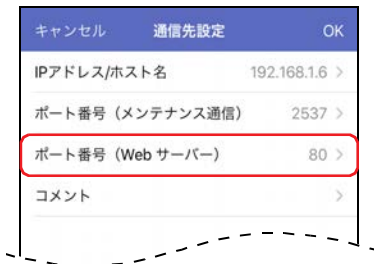 キャンセル 通信先設定 OK
IPアドレス/ホスト名 192.168.1.6 >
ポート番号（メンテナンス通信） 2537 >
ポート番号（Web サーバー） 80 >
コメント >